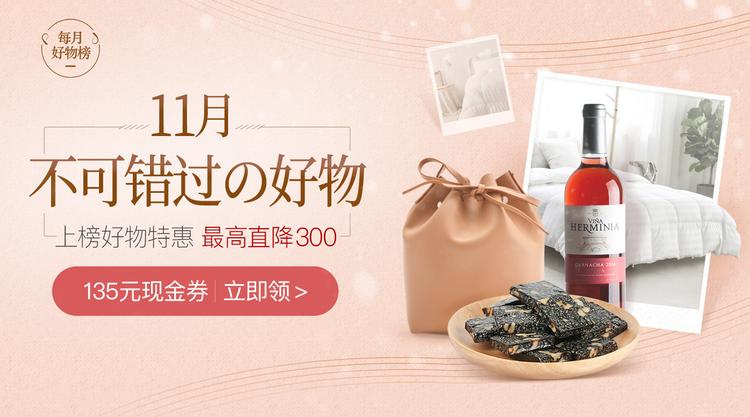 每月
好物榜
11月
不可错过の好物
上榜好物特惠 最高直降300
135元现金券 立即领 >
VIÑA
HERMINIA
GARNACHA